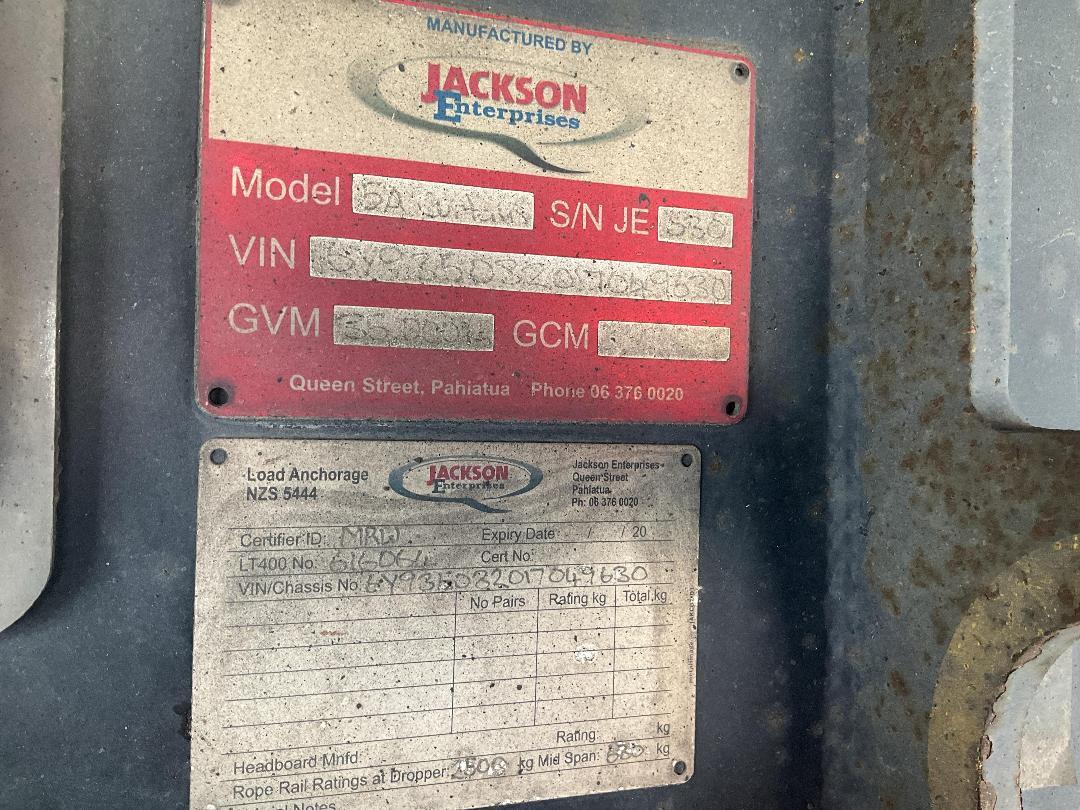 MANUFACTURED BY
JACKSON
Enterprises
Model 5A S/N JE
VIN
GVM GCM
Queen Street, Pahiatua Phone 06 376 0020
Load Anchorage
NZS 5444
JACKSON
Enterprises
Jackson Enterprises
Queen Street
Pahiatua
Ph: 06 376 0020
Certifier ID: MRW Expiry Date / / 20
LT400 No. 616064 Cert No:
VIN/Chassis No.
No Pairs Rating kg Total kg
Rating kg
Headboard Mnfd:
Rope Rail Ratings at Dropper: kg Mid Span: kg
Notes